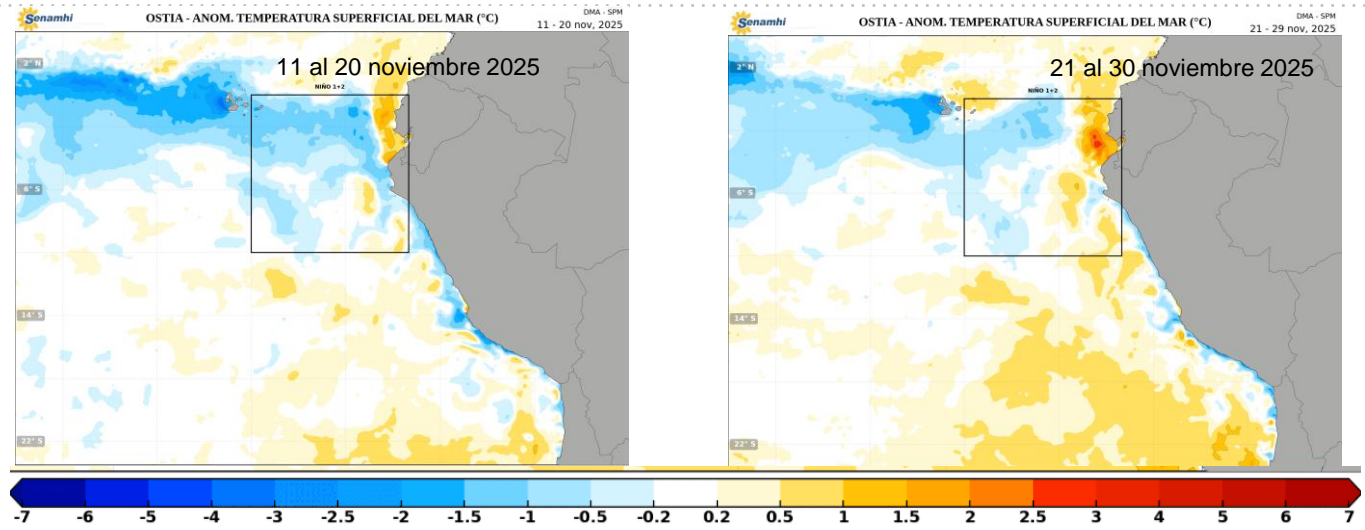 Senamhi
OSTIA - ANOM. TEMPERATURA SUPERFICIAL DEL MAR (°C)
DMA - SPM
11 - 20 nov, 2025
11 al 20 noviembre 2025
NIÑO 1+2
2° N
6° S
14° S
22° S
Senamhi
OSTIA - ANOM. TEMPERATURA SUPERFICIAL DEL MAR (°C)
DMA - SPM
21 - 29 nov, 2025
21 al 30 noviembre 2025
NIÑO 1+2
2° N
6° S
14° S
22° S
-7 -6 -5 -4 -3 -2.5 -2 -1.5 -1 -0.5 -0.2 0.2 0.5 1 1.5 2 2.5 3 4 5 6 7